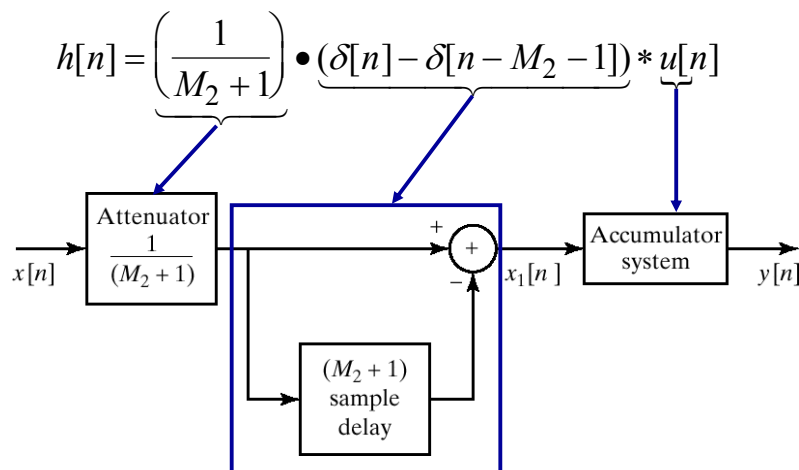 h[n] = (1/(M₂ + 1)) • (δ[n] − δ[n − M₂ − 1]) * u[n]
Attenuator
1/(M₂ + 1)
x[n]
+
+
−
x₁[n]
Accumulator
system
y[n]
(M₂ + 1)
sample
delay